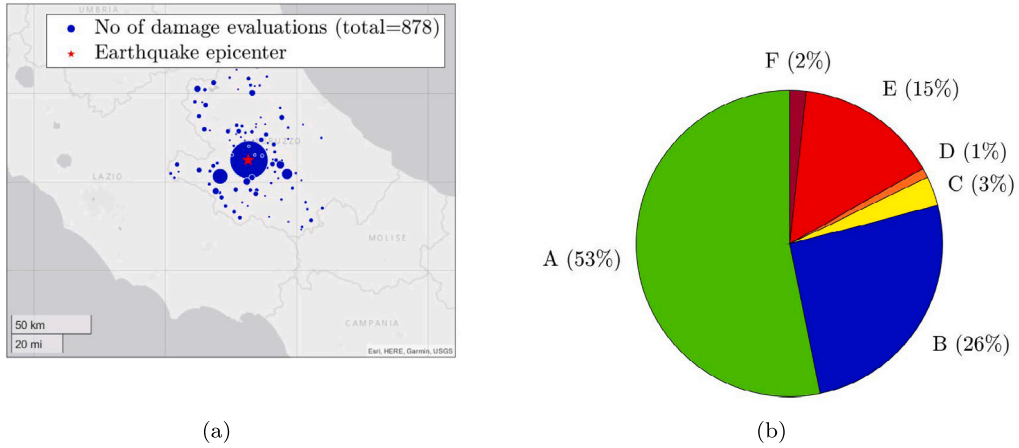 UMBRIA
No of damage evaluations (total=878)
Earthquake epicenter
UZZO
LAZIO
MOLISE
CAMPANIA
50 km
20 mi
Esri, HERE, Garmin, USGS
(a)
F (2%)
E (15%)
D (1%)
C (3%)
A (53%)
B (26%)
(b)